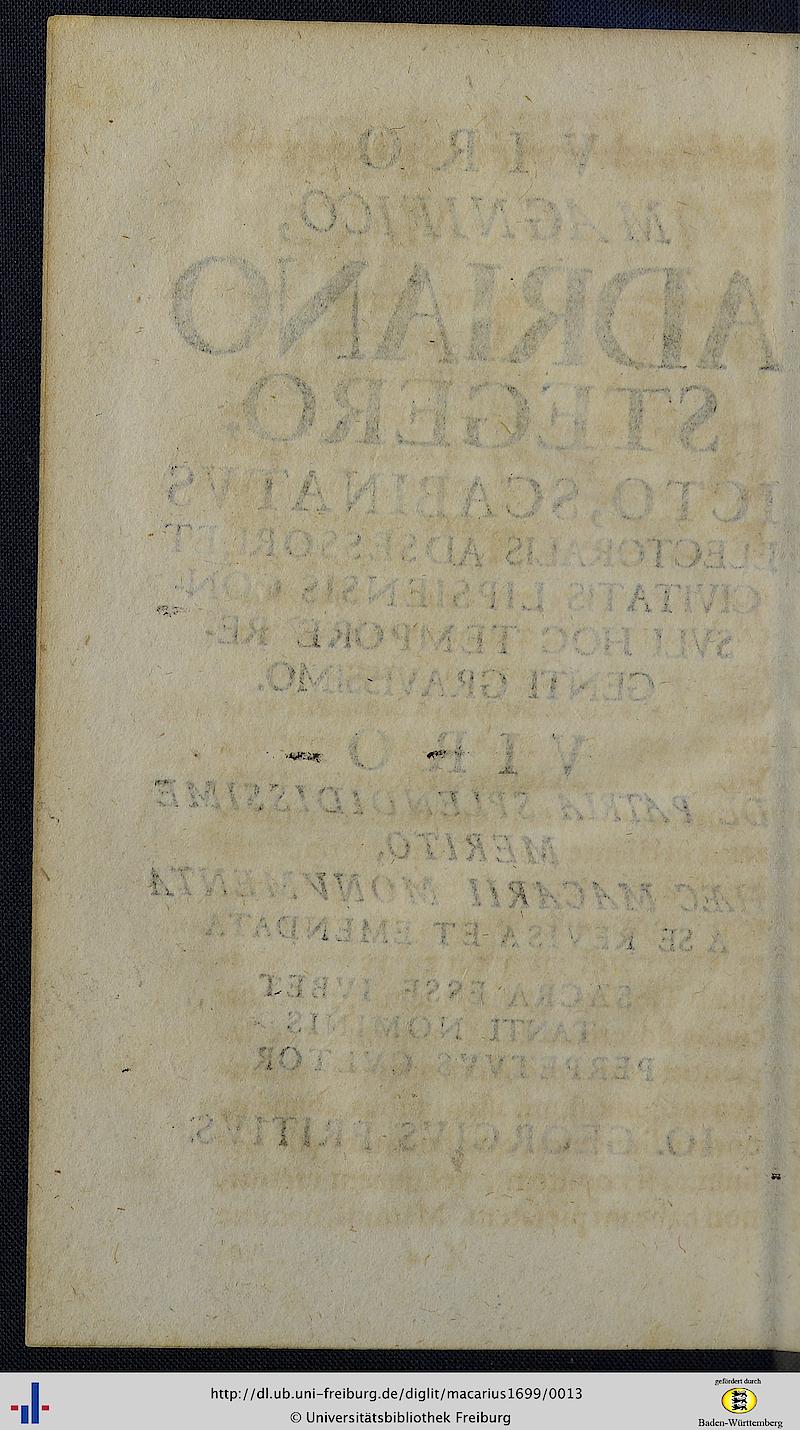 VIRO
MAGNIFICO,
ADRIANO
STEGERO,
ICTO, SCABINATVS
ELECTORALIS ADSESSORI, ET
CIVITATIS LIPSIENSIS CON-
SVLI HOC TEMPORE RE-
GENTI GRAVISSIMO.
VIRO
DE PATRIA SPLENDIDISSIME
MERITO,
HÆC MACARII MONVMENTA
A SE REVISA ET EMENDATA
SACRA ESSE IVBET
TANTI NOMINIS
PERPETVVS CVLTOR
IO. GEORGIVS PRITIVS.
http://dl.ub.uni-freiburg.de/diglit/macarius1699/0013
© Universitätsbibliothek Freiburg
gefördert durch
Baden-Württemberg